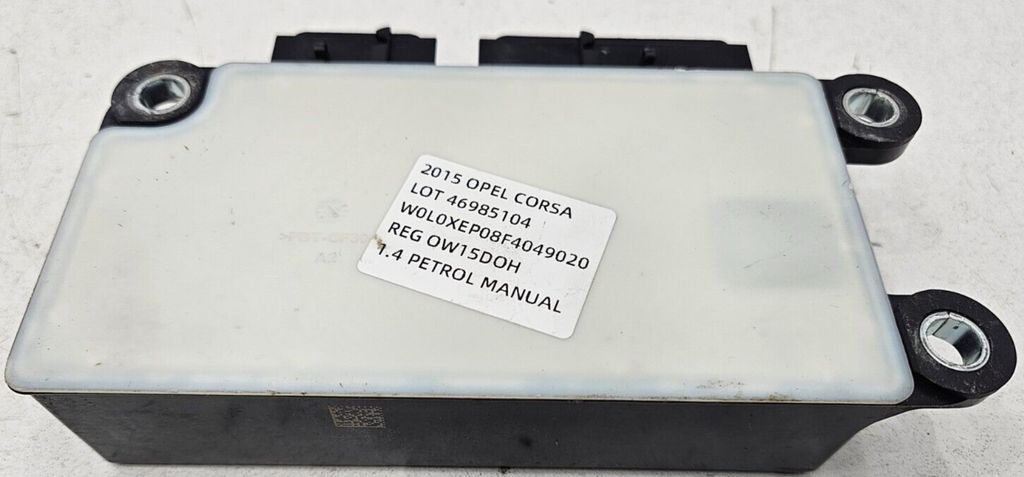 2015 OPEL CORSA
LOT 46985104
W0L0XEP08F4049020
REG OW15DOH
1.4 PETROL MANUAL